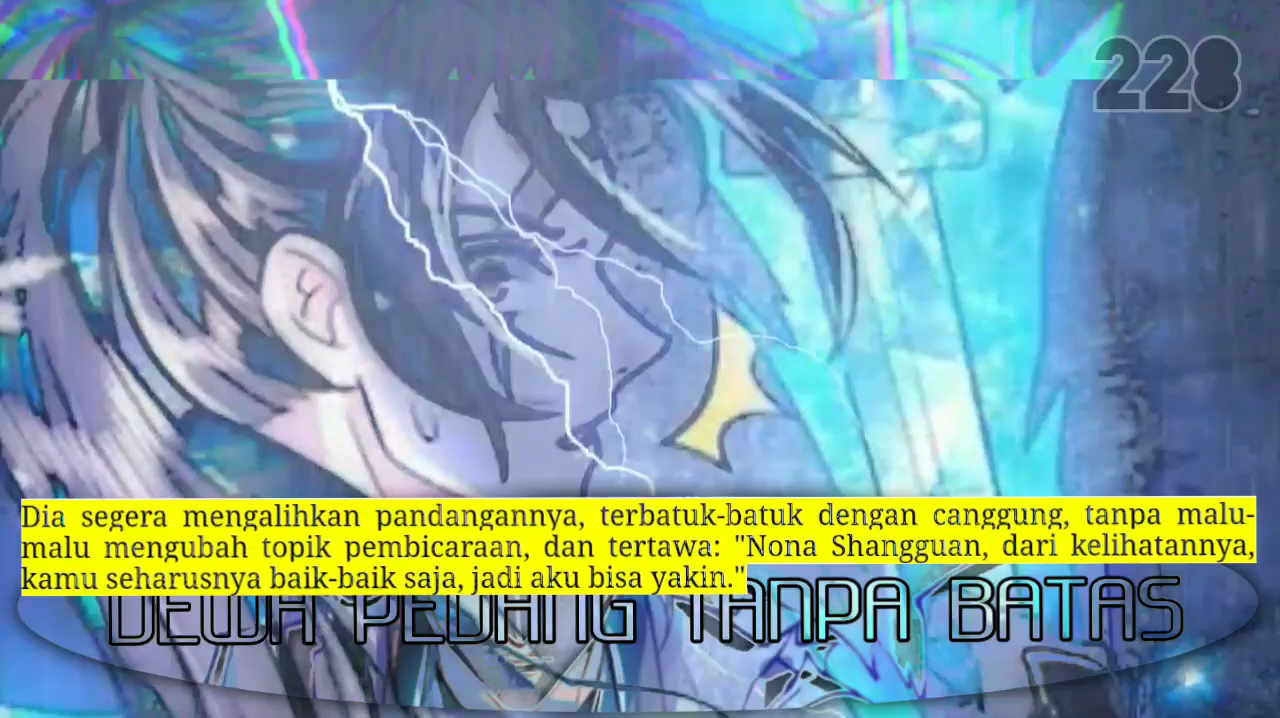 228
Dia segera mengalihkan pandangannya, terbatuk-batuk dengan canggung, tanpa malu-
malu mengubah topik pembicaraan, dan tertawa: "Nona Shangguan, dari kelihatannya,
kamu seharusnya baik-baik saja, jadi aku bisa yakin."
DEWA PEDANG TANPA BATAS